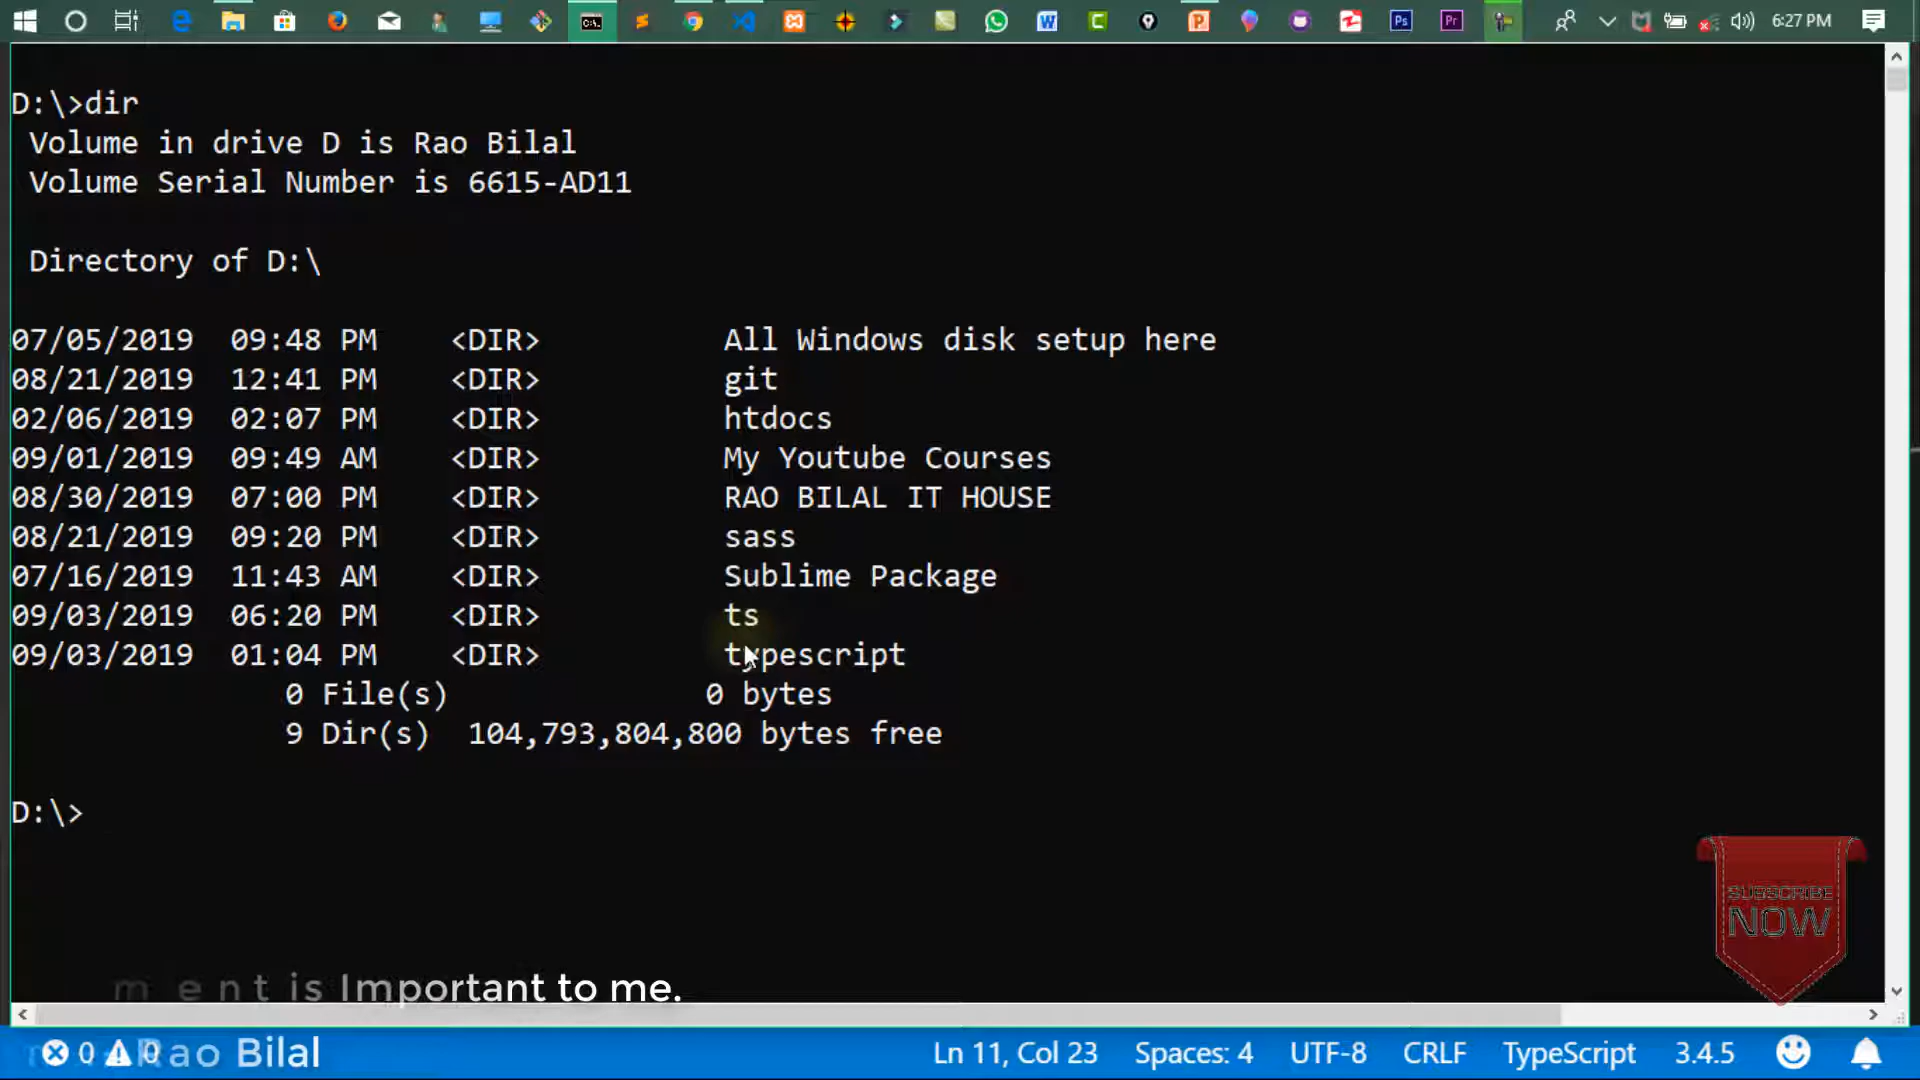 6:27 PM
D:\>dir
Volume in drive D is Rao Bilal
Volume Serial Number is 6615-AD11
Directory of D:\
07/05/2019 09:48 PM <DIR> All Windows disk setup here
08/21/2019 12:41 PM <DIR> git
02/06/2019 02:07 PM <DIR> htdocs
09/01/2019 09:49 AM <DIR> My Youtube Courses
08/30/2019 07:00 PM <DIR> RAO BILAL IT HOUSE
08/21/2019 09:20 PM <DIR> sass
07/16/2019 11:43 AM <DIR> Sublime Package
09/03/2019 06:20 PM <DIR> ts
09/03/2019 01:04 PM <DIR> typescript
0 File(s) 0 bytes
9 Dir(s) 104,793,804,800 bytes free
D:\>
SUBSCRIBE
NOW
ment is Important to me.
0 0 Rao Bilal Ln 11, Col 23 Spaces: 4 UTF-8 CRLF TypeScript 3.4.5